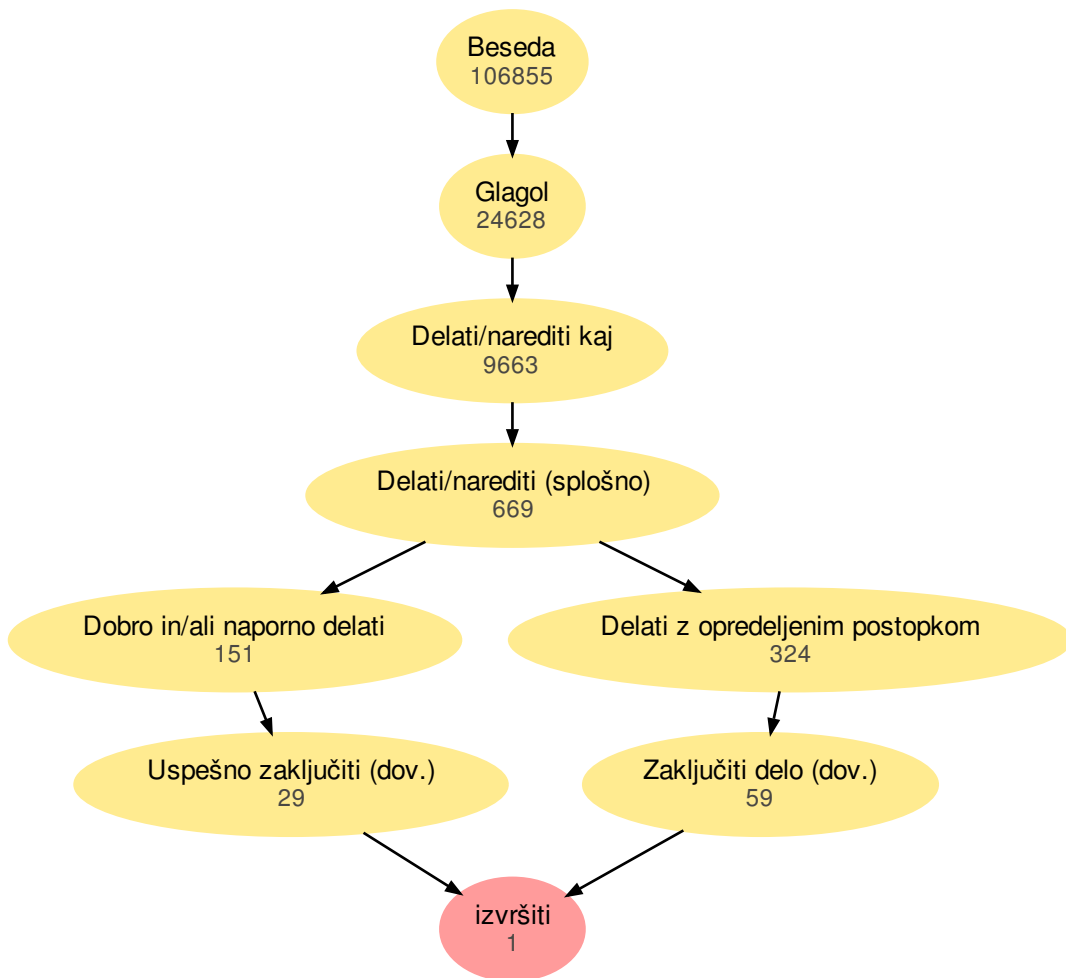 Beseda
106855
Glagol
24628
Delati/narediti kaj
9663
Delati/narediti (splošno)
669
Dobro in/ali naporno delati
151
Delati z opredeljenim postopkom
324
Uspešno zaključiti (dov.)
29
Zaključiti delo (dov.)
59
izvršiti
1